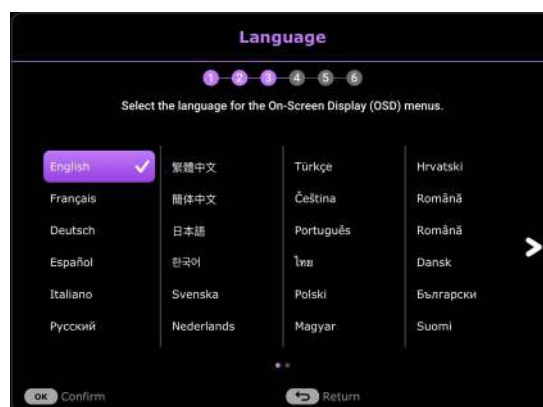 Language
1 2 3 4 5 6
Select the language for the On-Screen Display (OSD) menus.
English 繁體中文 Türkçe Hrvatski
Français 簡体中文 Čeština Română
Deutsch 日本語 Português Română
Español 한국어 ไทย Dansk
Italiano Svenska Polski Български
Русский Nederlands Magyar Suomi
OK Confirm Return